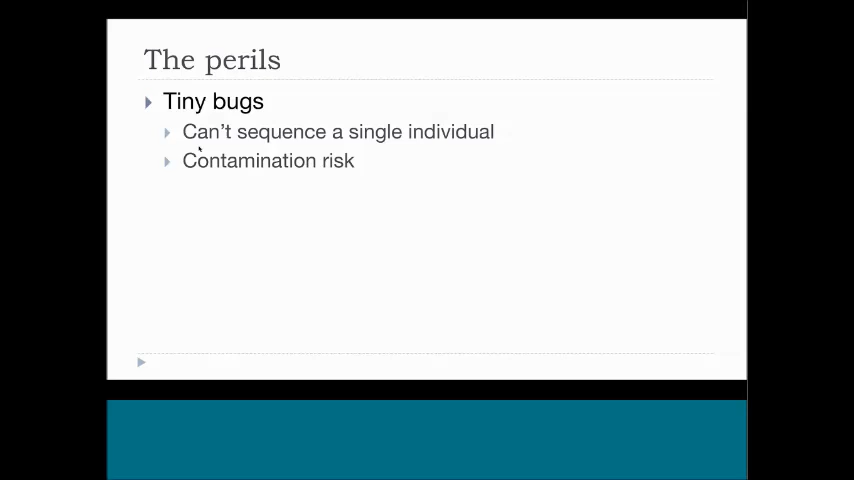 The perils
Tiny bugs
Can't sequence a single individual
Contamination risk